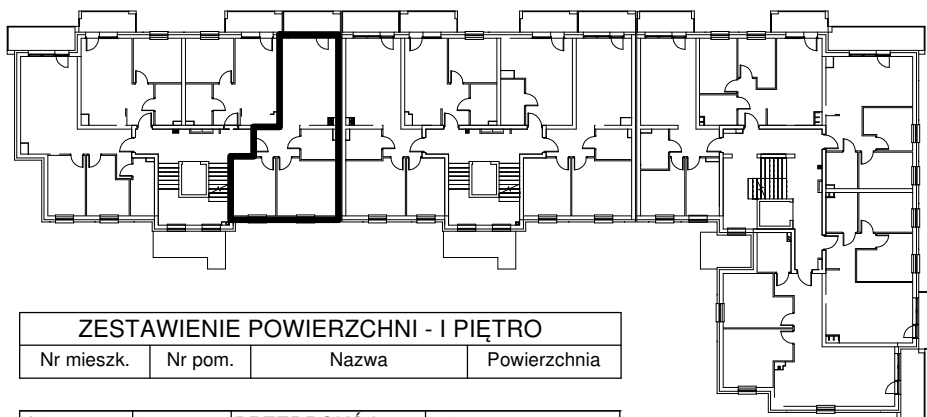 ZESTAWIENIE POWIERZCHNI - I PIĘTRO
Nr mieszk. Nr pom. Nazwa Powierzchnia